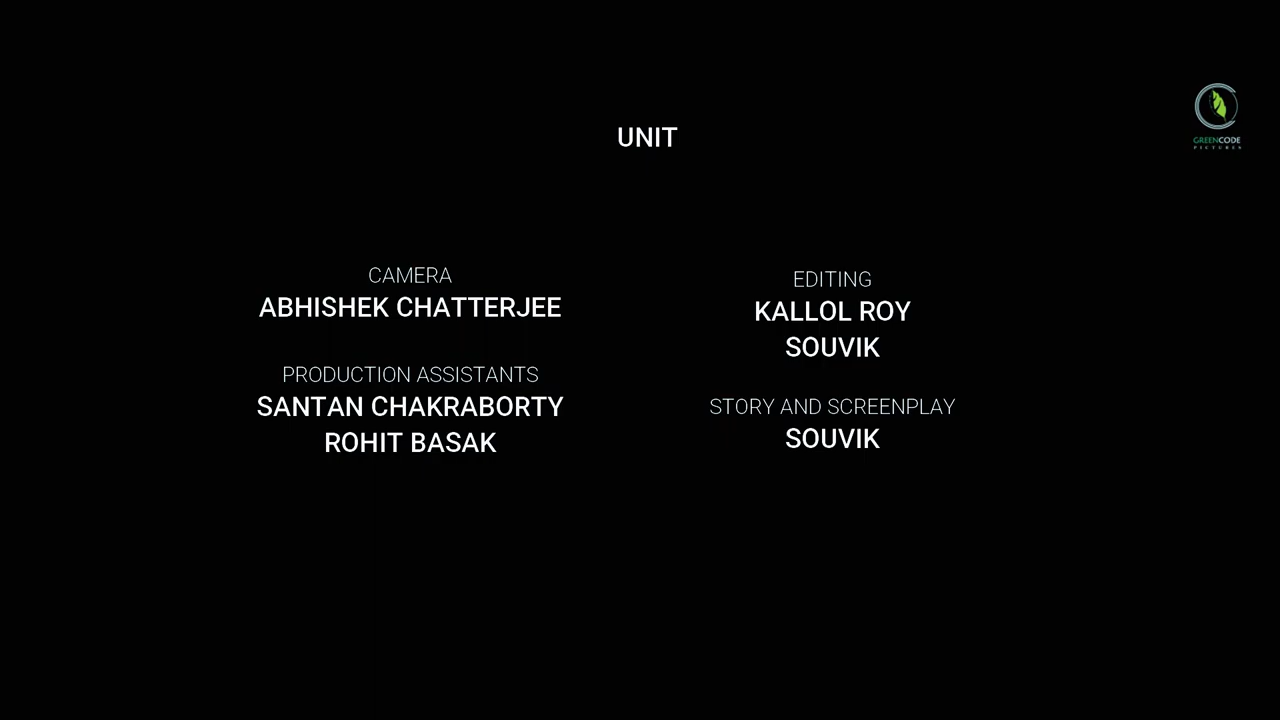 UNIT
GREENCODE
PICTURES
CAMERA
ABHISHEK CHATTERJEE
PRODUCTION ASSISTANTS
SANTAN CHAKRABORTY
ROHIT BASAK
EDITING
KALLOL ROY
SOUVIK
STORY AND SCREENPLAY
SOUVIK